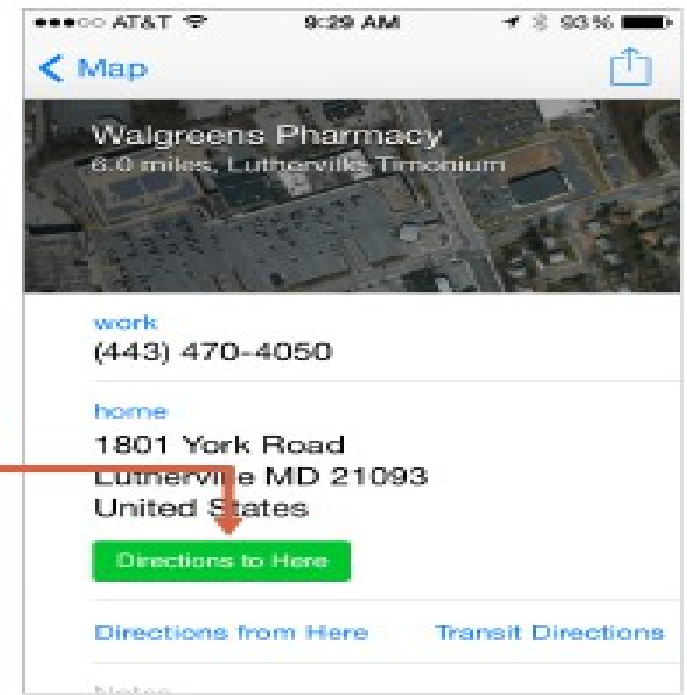 AT&T 9:29 AM 93%
Map
Walgreens Pharmacy
6.0 miles, Lutherville Timonium
work
(443) 470-4050
home
1801 York Road
Lutherville MD 21093
United States
Directions to Here
Directions from Here Transit Directions
Notes